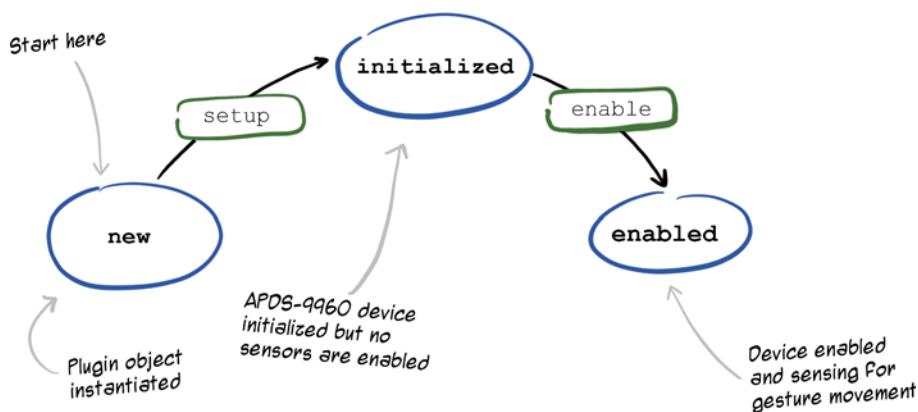 Start here
initialized
setup
enable
new
enabled
APDS-9960 device
initialized but no
sensors are enabled
Plugin object
instantiated
Device enabled
and sensing for
gesture movement